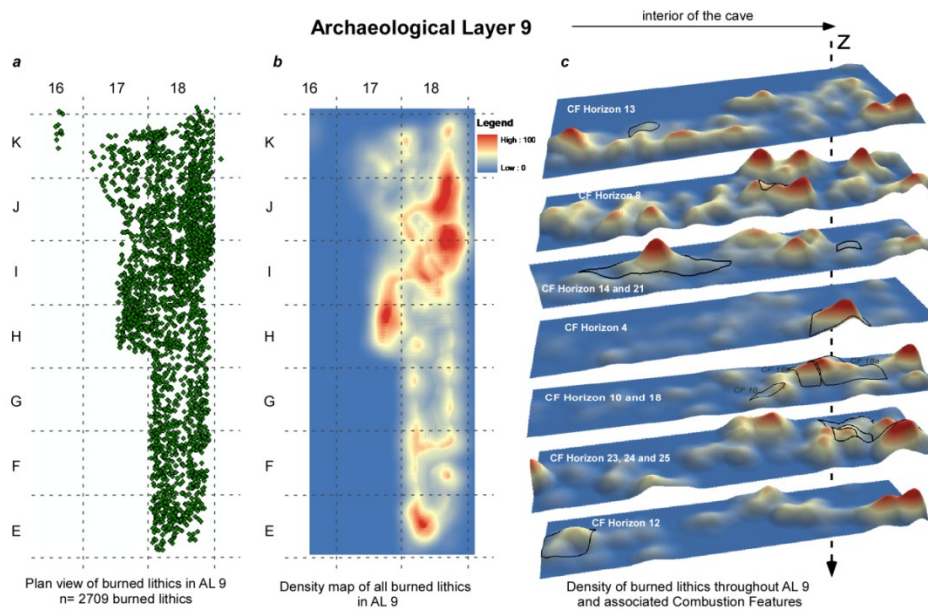 Archaeological Layer 9
interior of the cave
a
16 17 18
K
J
I
H
G
F
E
Plan view of burned lithics in AL 9
n= 2709 burned lithics
b
16 17 18
Legend
High : 100
Low : 0
K
J
I
H
G
F
E
Density map of all burned lithics
in AL 9
c
Z
CF Horizon 13
CF Horizon 8
CF Horizon 14 and 21
CF Horizon 4
CF 18a
CF 10
CF Horizon 10 and 18
CF Horizon 23, 24 and 25
CF Horizon 12
Density of burned lithics throughout AL 9
and associated Combustion Features